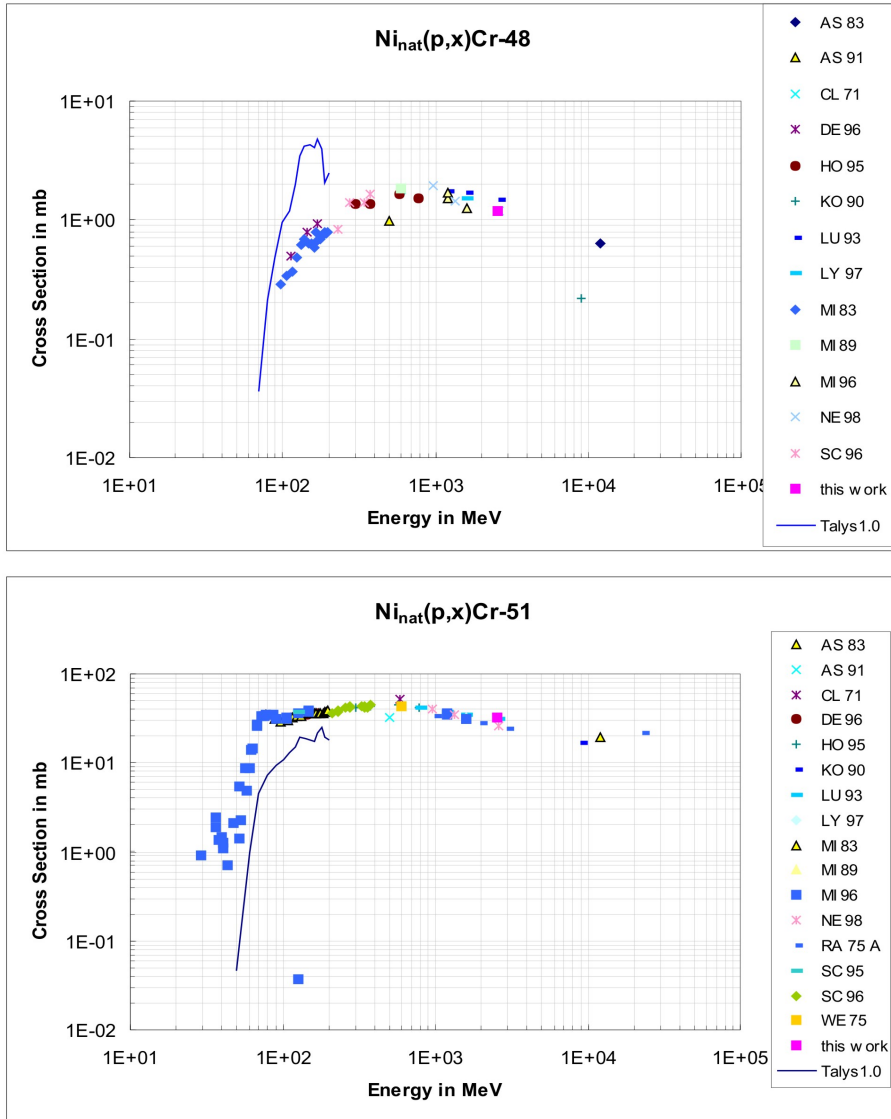 Ni_nat(p,x)Cr-48
Cross Section in mb
1E+01
1E+00
1E-01
1E-02
1E+01
1E+02
1E+03
1E+04
1E+05
Energy in MeV
AS 83
AS 91
CL 71
DE 96
HO 95
KO 90
LU 93
LY 97
MI 83
MI 89
MI 96
NE 98
SC 96
this work
Talys1.0
Ni_nat(p,x)Cr-51
Cross Section in mb
1E+02
1E+01
1E+00
1E-01
1E-02
1E+01
1E+02
1E+03
1E+04
1E+05
Energy in MeV
AS 83
AS 91
CL 71
DE 96
HO 95
KO 90
LU 93
LY 97
MI 83
MI 89
MI 96
NE 98
RA 75 A
SC 95
SC 96
WE 75
this work
Talys1.0